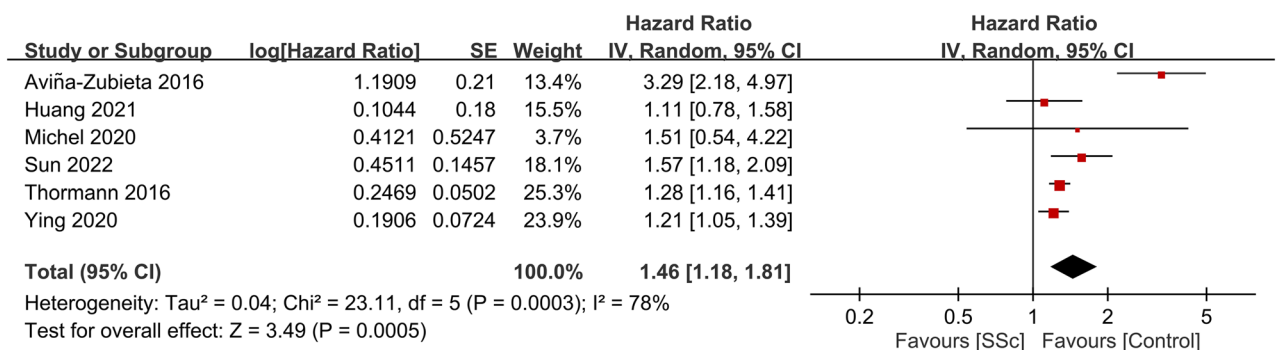 Hazard Ratio Hazard Ratio
Study or Subgroup log[Hazard Ratio] SE Weight IV, Random, 95% CI IV, Random, 95% CI
Aviña-Zubieta 2016 1.1909 0.21 13.4% 3.29 [2.18, 4.97]
Huang 2021 0.1044 0.18 15.5% 1.11 [0.78, 1.58]
Michel 2020 0.4121 0.5247 3.7% 1.51 [0.54, 4.22]
Sun 2022 0.4511 0.1457 18.1% 1.57 [1.18, 2.09]
Thormann 2016 0.2469 0.0502 25.3% 1.28 [1.16, 1.41]
Ying 2020 0.1906 0.0724 23.9% 1.21 [1.05, 1.39]
Total (95% CI) 100.0% 1.46 [1.18, 1.81]
Heterogeneity: Tau² = 0.04; Chi² = 23.11, df = 5 (P = 0.0003); I² = 78%
Test for overall effect: Z = 3.49 (P = 0.0005)
0.2 0.5 1 2 5
Favours [SSc] Favours [Control]